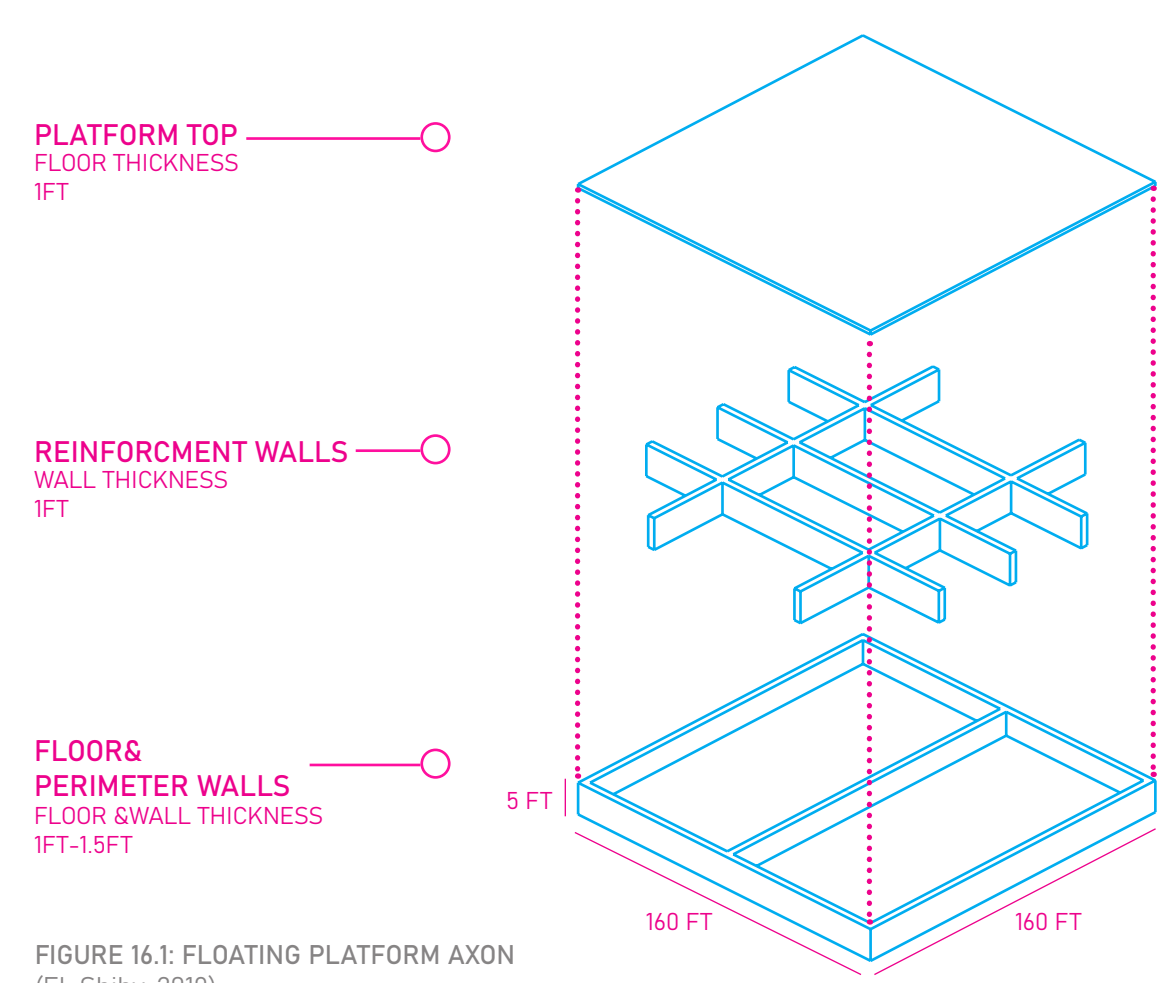 PLATFORM TOP
FLOOR THICKNESS
1FT
REINFORCMENT WALLS
WALL THICKNESS
1FT
FLOOR&
PERIMETER WALLS
FLOOR &WALL THICKNESS
1FT-1.5FT
5 FT
160 FT
160 FT
FIGURE 16.1: FLOATING PLATFORM AXON